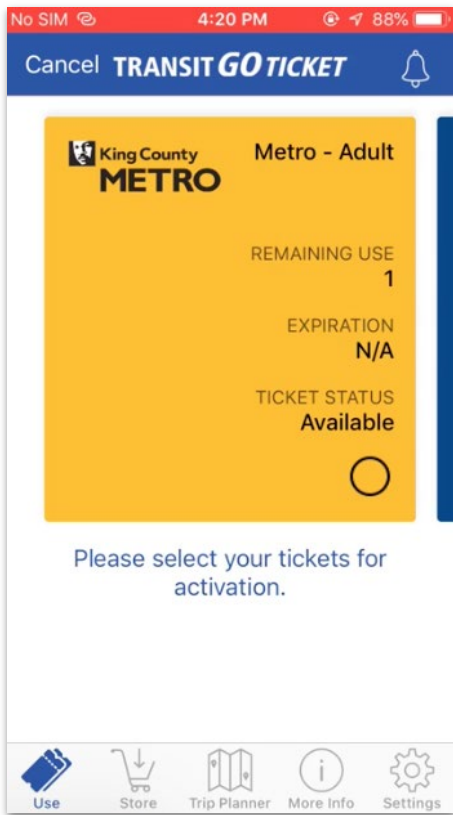 No SIM 4:20 PM 88%
Cancel TRANSIT GO TICKET
King County
METRO
Metro - Adult
REMAINING USE
1
EXPIRATION
N/A
TICKET STATUS
Available
Please select your tickets for
activation.
Use Store Trip Planner More Info Settings